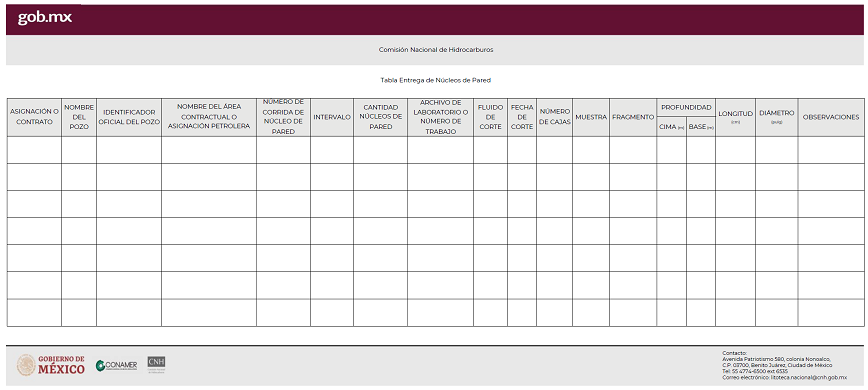 gob.mx
Comisión Nacional de Hidrocarburos
Tabla Entrega de Núcleos de Pared
ASIGNACIÓN O
CONTRATO
NOMBRE
DEL
POZO
IDENTIFICADOR
OFICIAL DEL POZO
NOMBRE DEL ÁREA
CONTRACTUAL O
ASIGNACIÓN PETROLERA
NÚMERO DE
CORRIDA DE
NÚCLEO DE
PARED
INTERVALO
CANTIDAD
NÚCLEOS DE
PARED
ARCHIVO DE
LABORATORIO O
NÚMERO DE
TRABAJO
FLUIDO
DE
CORTE
FECHA
DE
CORTE
NÚMERO
DE CAJAS
MUESTRA
FRAGMENTO
PROFUNDIDAD
CIMA (m)
BASE (m)
LONGITUD
(cm)
DIÁMETRO
(pulg)
OBSERVACIONES
GOBIERNO DE
MÉXICO
CONAMER
CNH
Contacto:
Avenida Patriotismo 580, colonia Nonoalco,
C.P. 03700, Benito Juárez, Ciudad de México
Tel: 55 4774-6500 ext 6535
Correo electrónico: litoteca.nacional@cnh.gob.mx